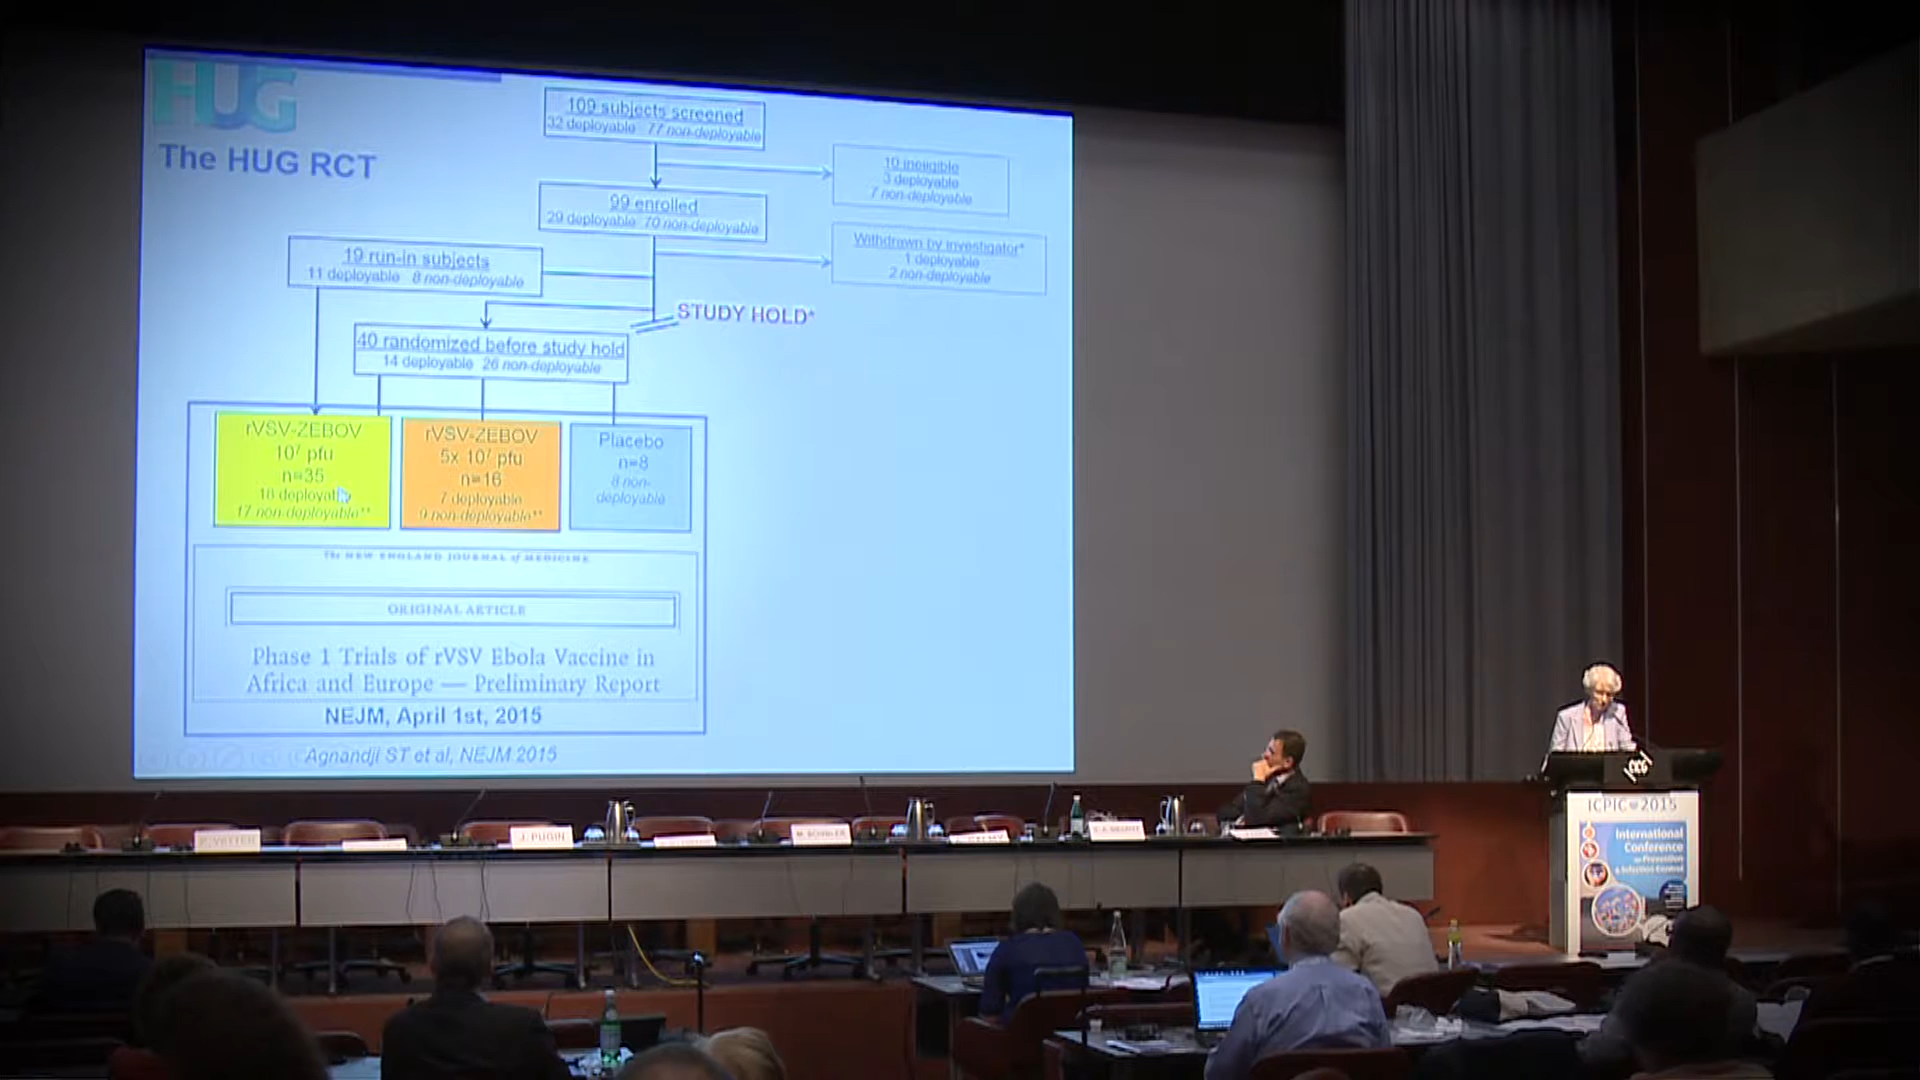 HUG
The HUG RCT
109 subjects screened
32 deployable 77 non-deployable
10 ineligible
3 deployable
7 non-deployable
99 enrolled
29 deployable 70 non-deployable
Withdrawn by investigator*
1 deployable
2 non-deployable
19 run-in subjects
11 deployable 8 non-deployable
STUDY HOLD*
40 randomized before study hold
14 deployable 26 non-deployable
rVSV-ZEBOV
10⁷ pfu
n=35
18 deployable
17 non-deployable**
rVSV-ZEBOV
5x 10⁷ pfu
n=16
7 deployable
9 non-deployable**
Placebo
n=8
8 non-
deployable
The NEW ENGLAND JOURNAL of MEDICINE
ORIGINAL ARTICLE
Phase 1 Trials of rVSV Ebola Vaccine in
Africa and Europe — Preliminary Report
NEJM, April 1st, 2015
Agnandji ST et al, NEJM 2015
J. PUGIN
CICG
ICPIC 2015
International
Conference
on Prevention
& Infection Control